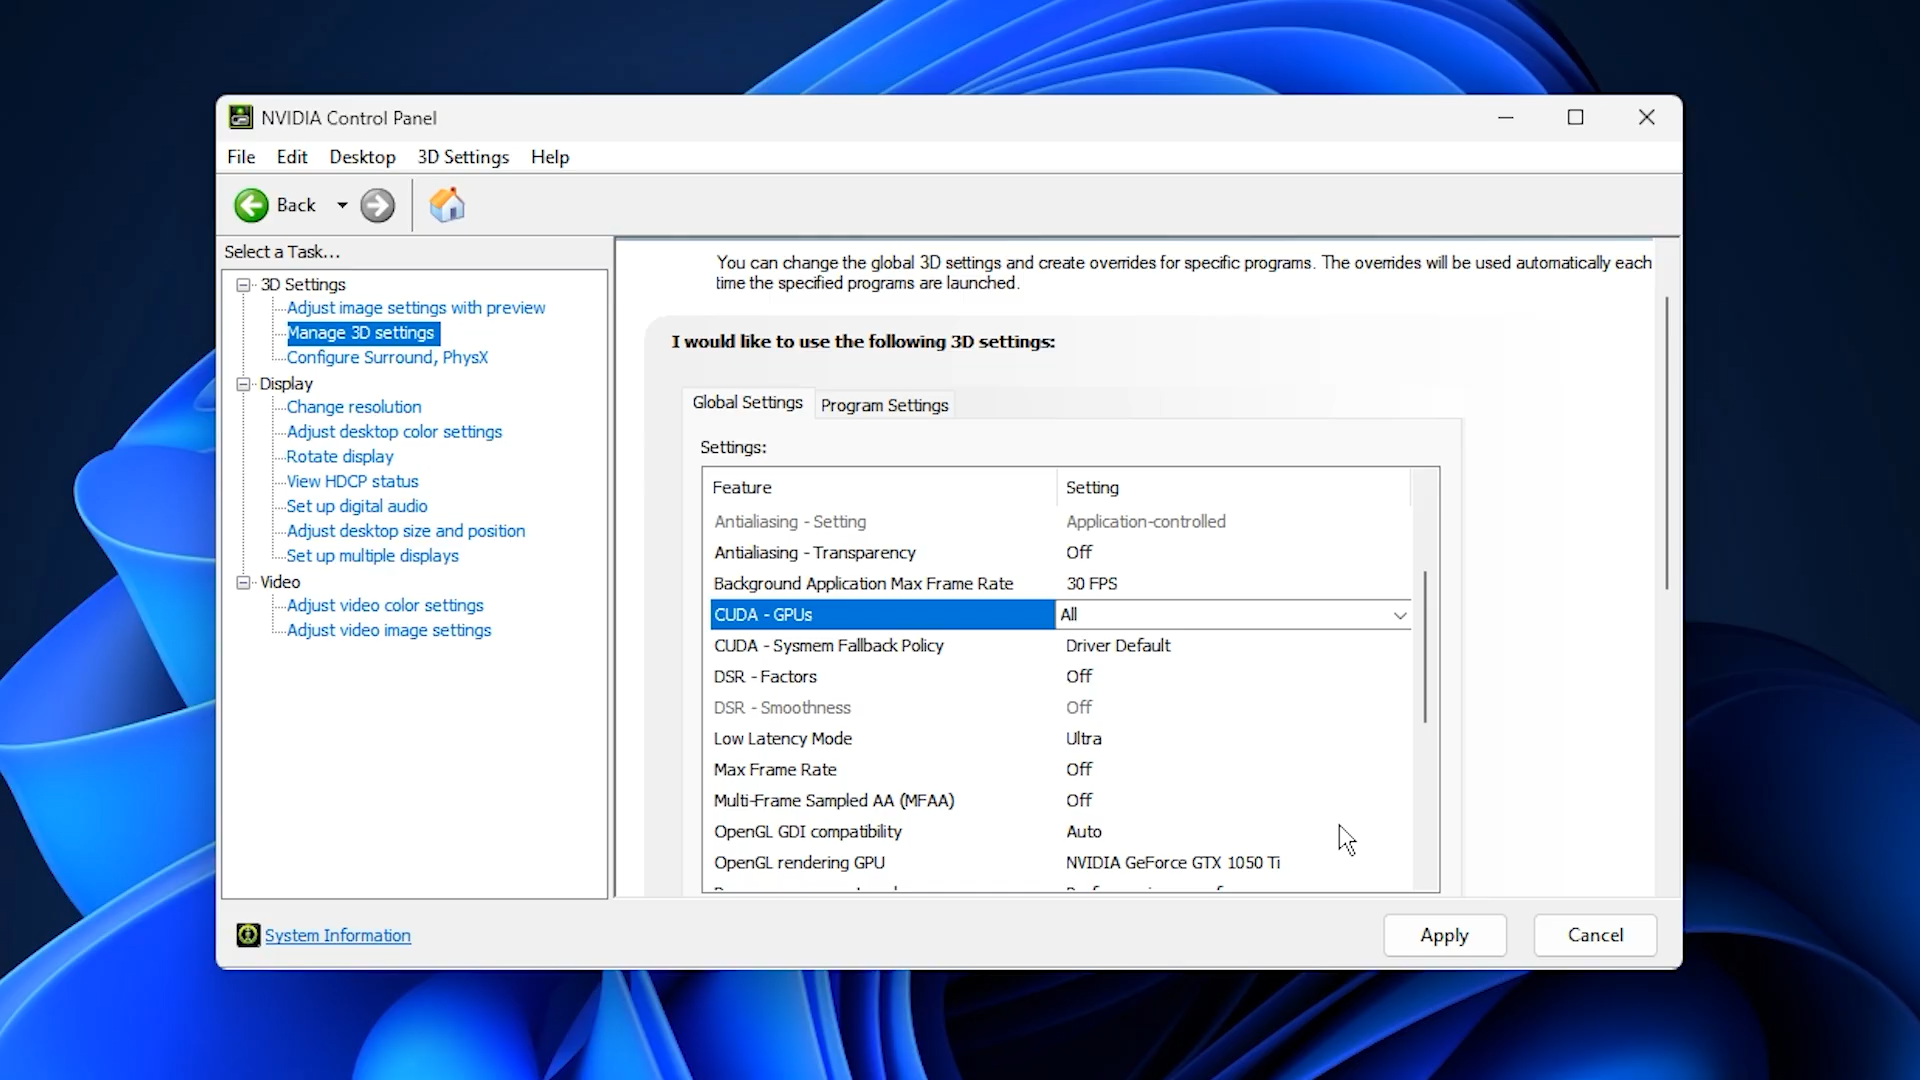 NVIDIA Control Panel
File Edit Desktop 3D Settings Help
Back
Select a Task...
3D Settings
Adjust image settings with preview
Manage 3D settings
Configure Surround, PhysX
Display
Change resolution
Adjust desktop color settings
Rotate display
View HDCP status
Set up digital audio
Adjust desktop size and position
Set up multiple displays
Video
Adjust video color settings
Adjust video image settings
System Information
You can change the global 3D settings and create overrides for specific programs. The overrides will be used automatically each
time the specified programs are launched.
I would like to use the following 3D settings:
Global Settings Program Settings
Settings:
Feature Setting
Antialiasing - Setting Application-controlled
Antialiasing - Transparency Off
Background Application Max Frame Rate 30 FPS
CUDA - GPUs All
CUDA - Sysmem Fallback Policy Driver Default
DSR - Factors Off
DSR - Smoothness Off
Low Latency Mode Ultra
Max Frame Rate Off
Multi-Frame Sampled AA (MFAA) Off
OpenGL GDI compatibility Auto
OpenGL rendering GPU NVIDIA GeForce GTX 1050 Ti
Apply Cancel